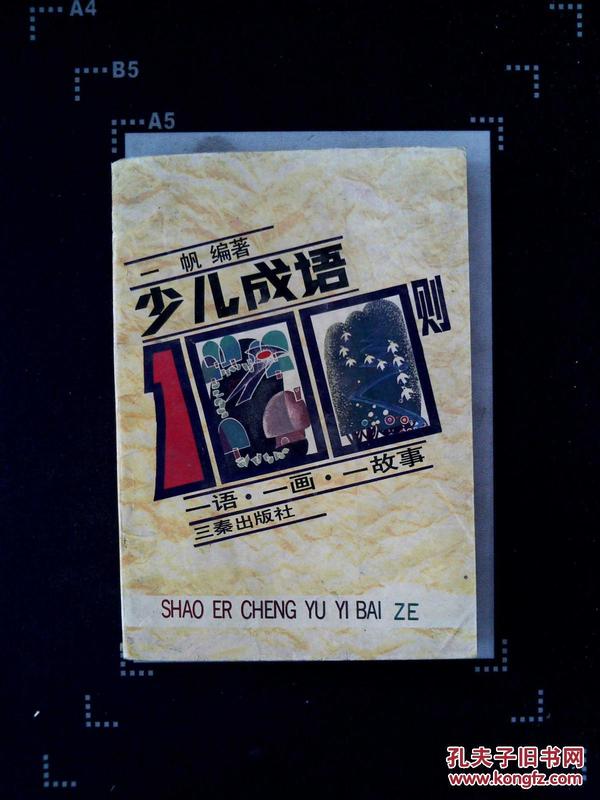 A4
B5
A5
一帆 编著
少儿成语
100则
一语·一画·一故事
三秦出版社
SHAO ER CHENG YU YI BAI ZE
孔夫子旧书网
www.kongfz.com